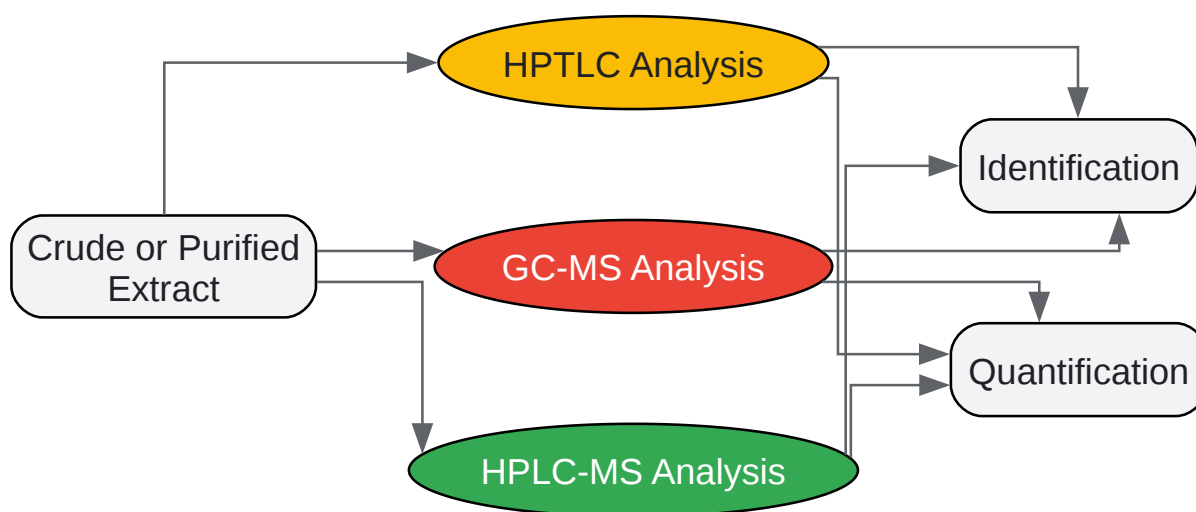 HPTLC Analysis
Identification
Crude or Purified
Extract
GC-MS Analysis
Quantification
HPLC-MS Analysis